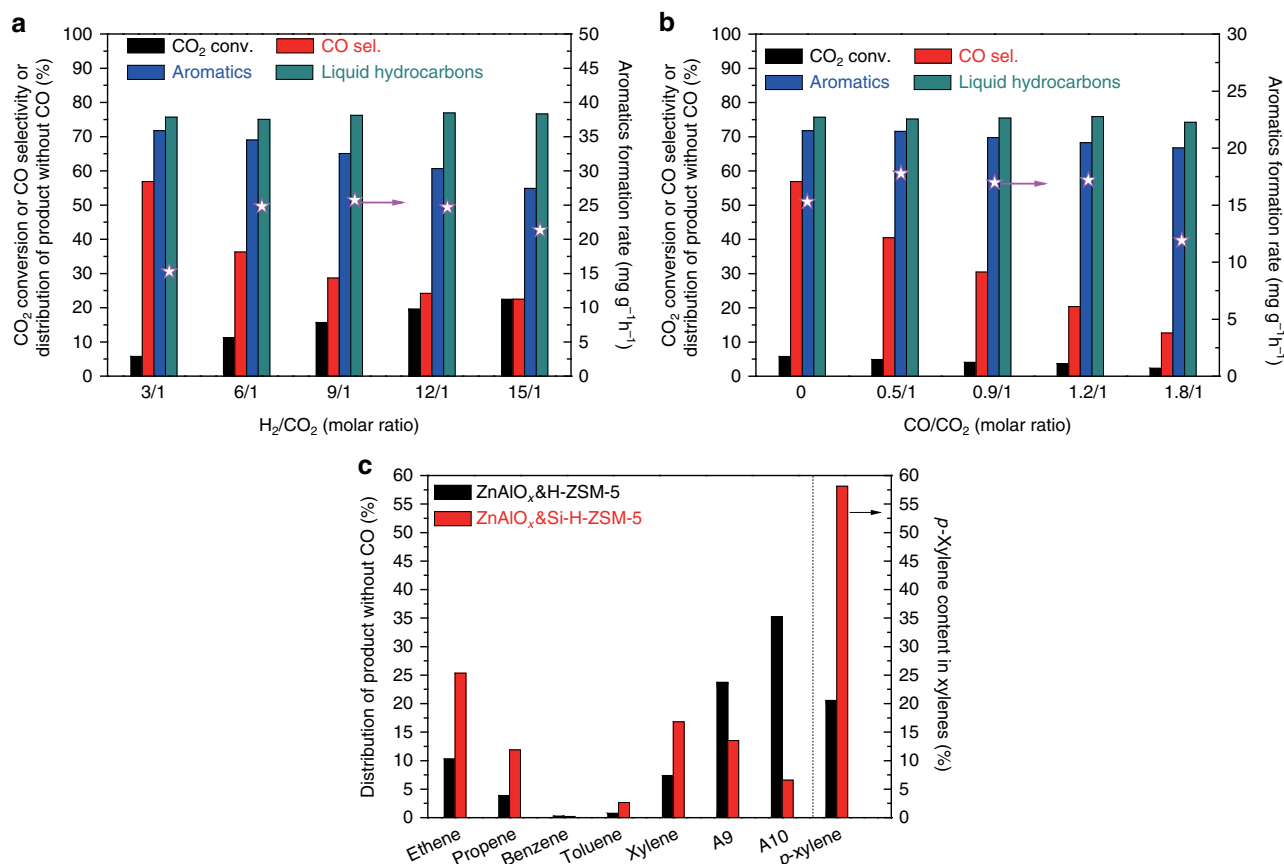 a
CO₂ conversion or CO selectivity or
distribution of product without CO (%)
100
90
80
70
60
50
40
30
20
10
0
CO₂ conv.
CO sel.
Aromatics
Liquid hydrocarbons
50
45
40
35
30
25
20
15
10
5
0
Aromatics formation rate (mg g⁻¹h⁻¹)
3/1
6/1
9/1
12/1
15/1
H₂/CO₂ (molar ratio)
b
CO₂ conversion or CO selectivity or
distribution of product without CO (%)
100
90
80
70
60
50
40
30
20
10
0
CO₂ conv.
CO sel.
Aromatics
Liquid hydrocarbons
30
25
20
15
10
5
0
Aromatics formation rate (mg g⁻¹h⁻¹)
0
0.5/1
0.9/1
1.2/1
1.8/1
CO/CO₂ (molar ratio)
c
Distribution of product without CO (%)
60
55
50
45
40
35
30
25
20
15
10
5
0
ZnAlOₓ&H-ZSM-5
ZnAlOₓ&Si-H-ZSM-5
60
55
50
45
40
35
30
25
20
15
10
5
0
p-Xylene content in xylenes (%)
Ethene
Propene
Benzene
Toluene
Xylene
A9
A10
p-xylene